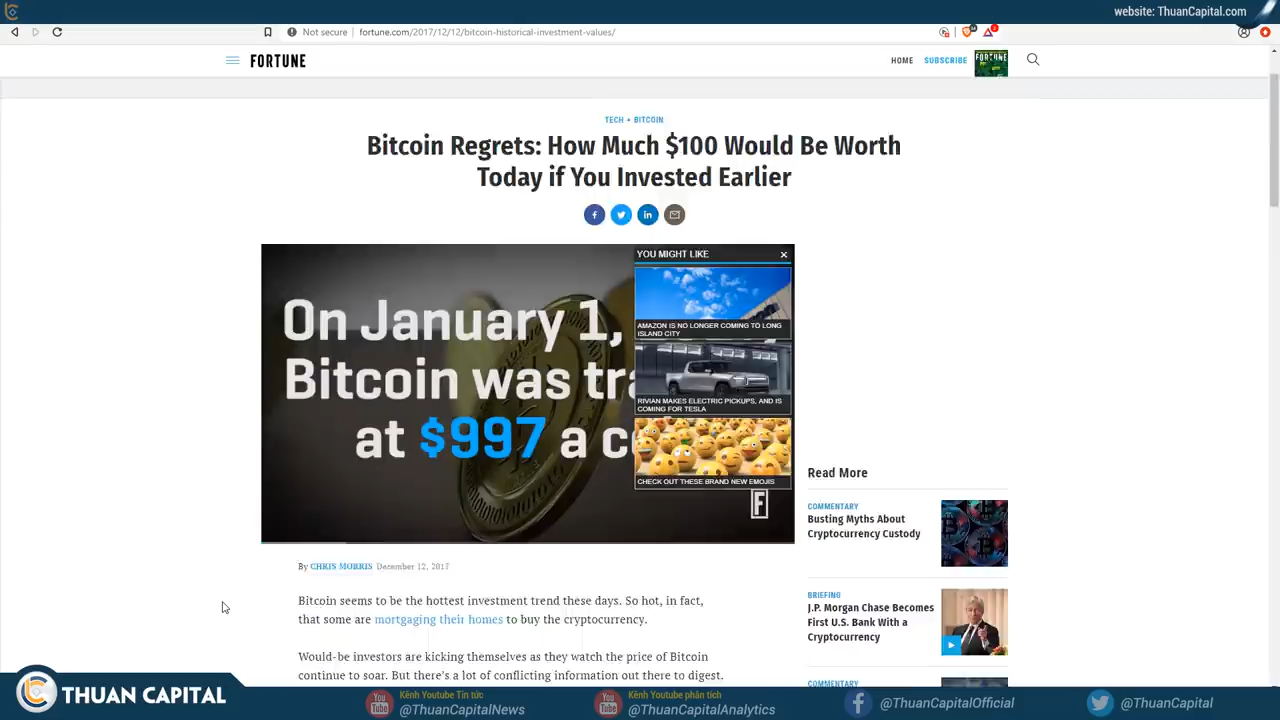 website: ThuanCapital.com
Not secure
fortune.com/2017/12/12/bitcoin-historical-investment-values/
FORTUNE
HOME
SUBSCRIBE
FORTUNE
TECH • BITCOIN
Bitcoin Regrets: How Much $100 Would Be Worth
Today if You Invested Earlier
On January 1,
Bitcoin was tra
at $997 a c
YOU MIGHT LIKE
AMAZON IS NO LONGER COMING TO LONG
ISLAND CITY
RIVIAN MAKES ELECTRIC PICKUPS, AND IS
COMING FOR TESLA
CHECK OUT THESE BRAND NEW EMOJIS
F
By CHRIS MORRIS December 12, 2017
Bitcoin seems to be the hottest investment trend these days. So hot, in fact,
that some are mortgaging their homes to buy the cryptocurrency.
Would-be investors are kicking themselves as they watch the price of Bitcoin
continue to soar. But there's a lot of conflicting information out there to digest.
Read More
COMMENTARY
Busting Myths About
Cryptocurrency Custody
BRIEFING
J.P. Morgan Chase Becomes
First U.S. Bank With a
Cryptocurrency
COMMENTARY
THUAN CAPITAL
You Tube
Kênh Youtube Tin tức
@ThuanCapitalNews
You Tube
Kênh Youtube phân tích
@ThuanCapitalAnalytics
@ThuanCapitalOfficial
@ThuanCapital